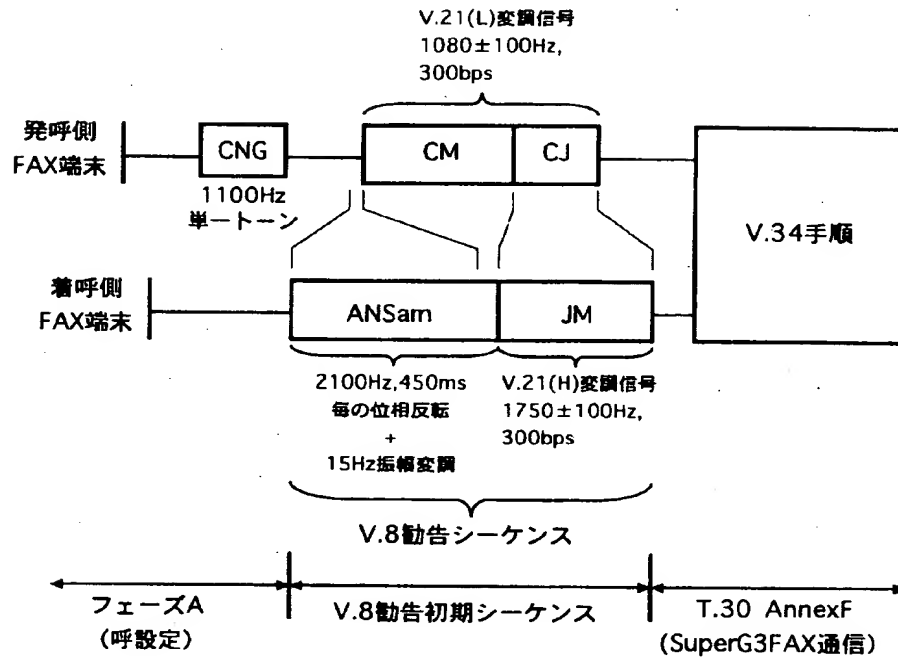 V.21(L)変調信号
1080±100Hz,
300bps
発呼側
FAX端末
CNG
CM
CJ
1100Hz
単一トーン
V.34手順
着呼側
FAX端末
ANSam
JM
2100Hz,450ms
毎の位相反転
+
15Hz振幅変調
V.21(H)変調信号
1750±100Hz,
300bps
V.8勧告シーケンス
フェーズA
(呼設定)
V.8勧告初期シーケンス
T.30 AnnexF
(SuperG3FAX通信)